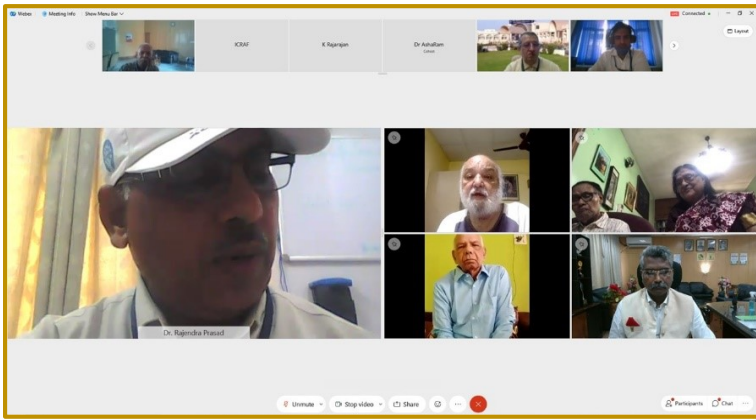 Webex Meeting Info Show Menu Bar
Connected
Layout
ICRAF
K Rajarajan
Dr AshaRam
Dr. Rajendra Prasad
Unmute Stop video Share
Participants Chat